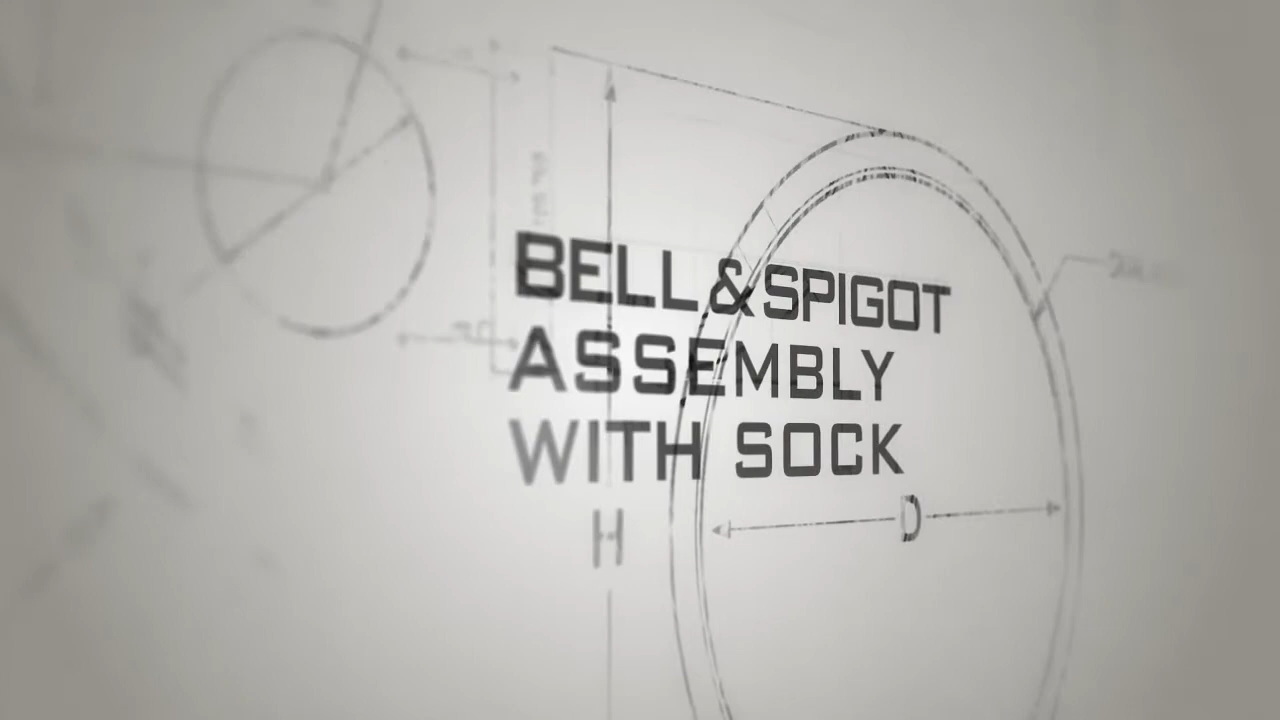 BELL & SPIGOT
ASSEMBLY
WITH SOCK
H
D